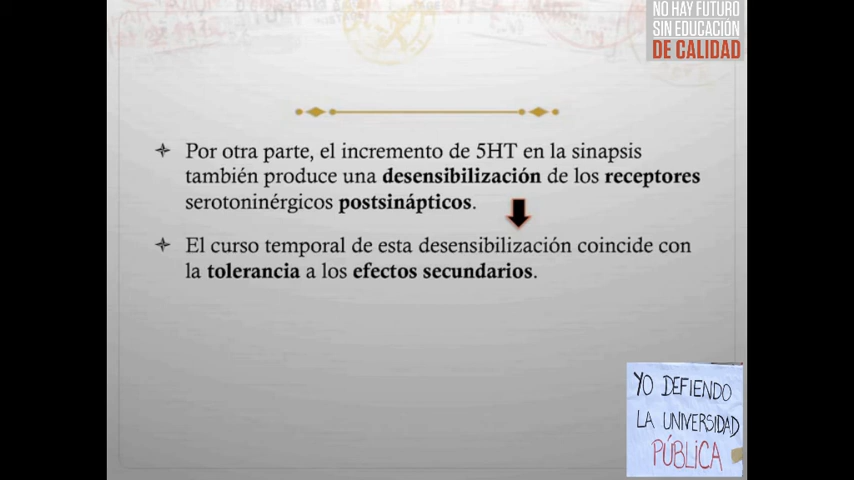 NO HAY FUTURO
SIN EDUCACIÓN
DE CALIDAD
Por otra parte, el incremento de 5HT en la sinapsis
también produce una desensibilización de los receptores
serotoninérgicos postsinápticos.
El curso temporal de esta desensibilización coincide con
la tolerancia a los efectos secundarios.
YO DEFIENDO
LA UNIVERSIDAD
PÚBLICA